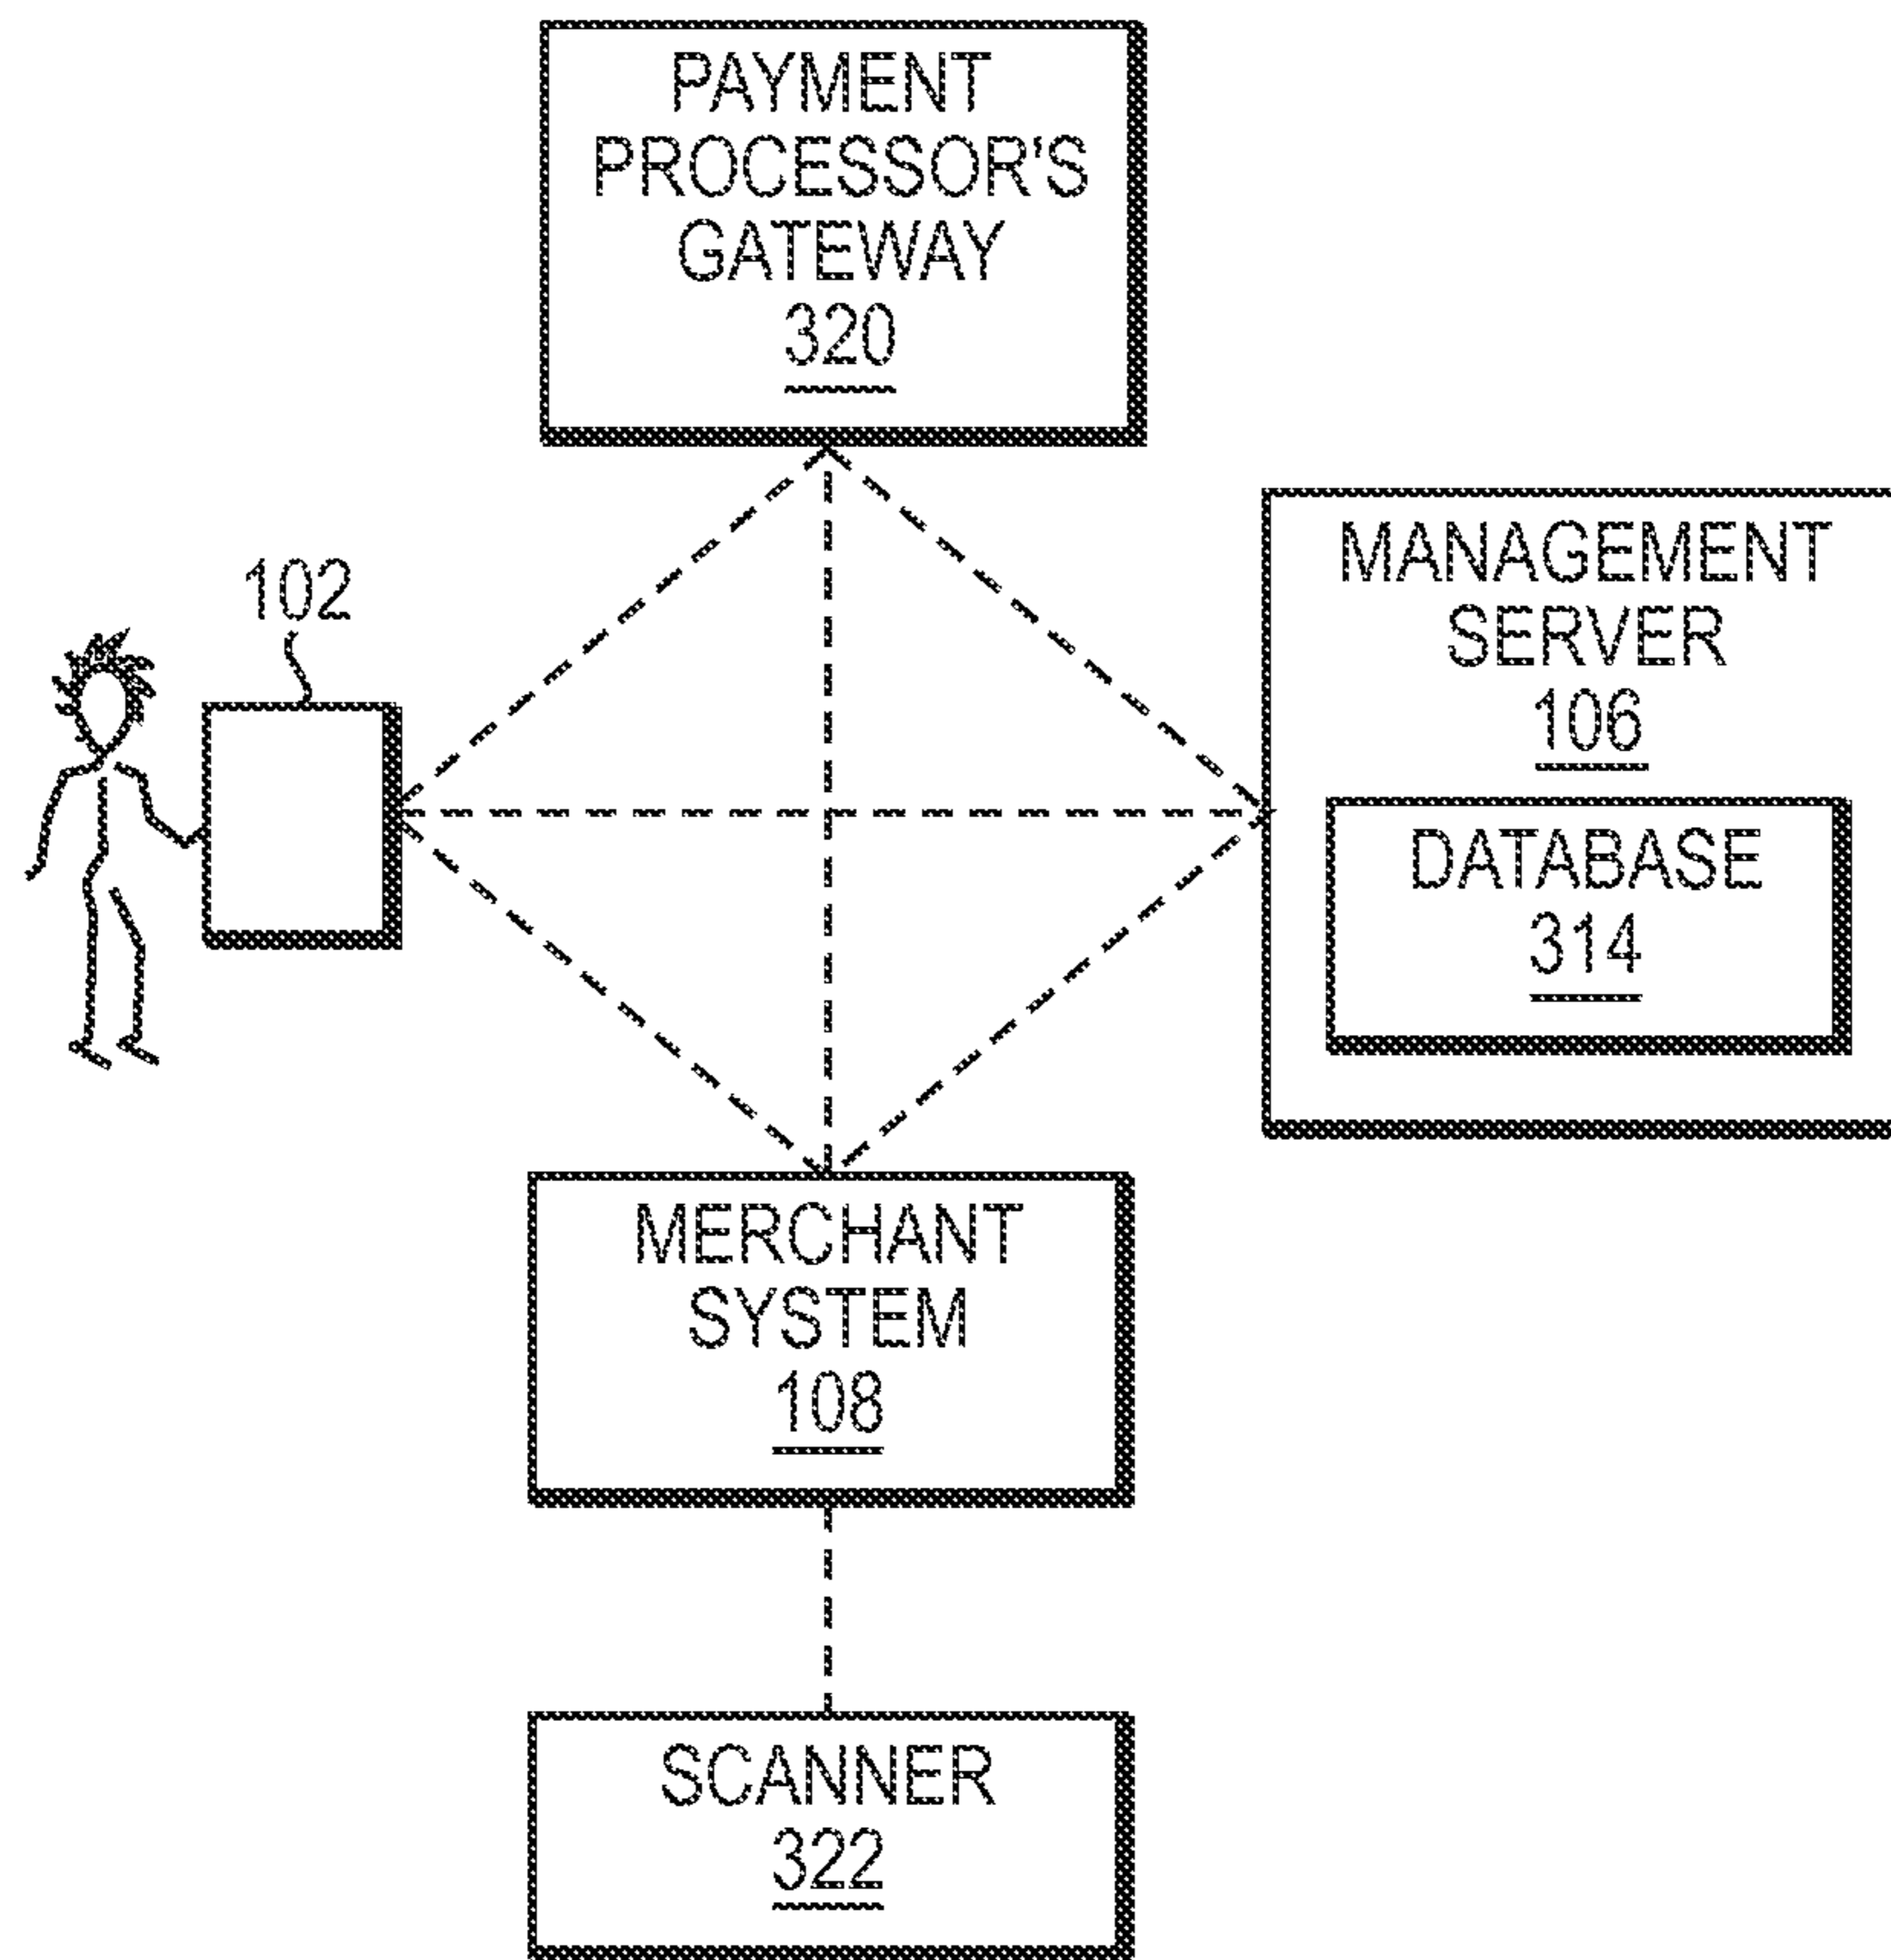 PAYMENT
PROCESSOR'S
GATEWAY
320
102
MANAGEMENT
SERVER
106
DATABASE
314
MERCHANT
SYSTEM
108
SCANNER
322